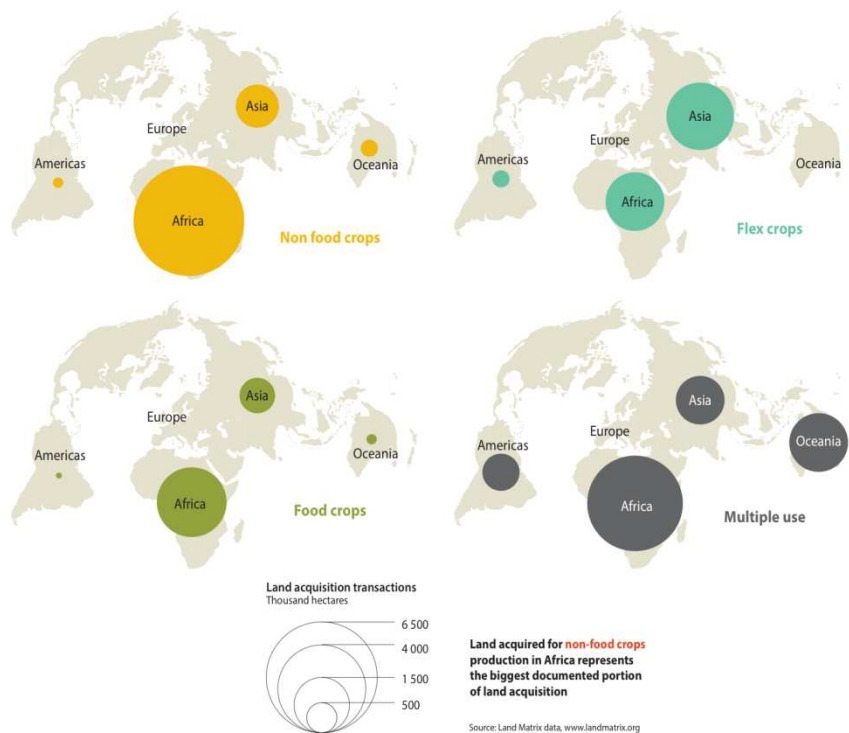 Asia
Europe
Americas
Oceania
Africa
Non food crops
Asia
Europe
Americas
Oceania
Africa
Flex crops
Asia
Europe
Americas
Oceania
Africa
Food crops
Asia
Europe
Americas
Oceania
Africa
Multiple use
Land acquisition transactions
Thousand hectares
6 500
4 000
1 500
500
Land acquired for non-food crops
production in Africa represents
the biggest documented portion
of land acquisition
Source: Land Matrix data, www.landmatrix.org